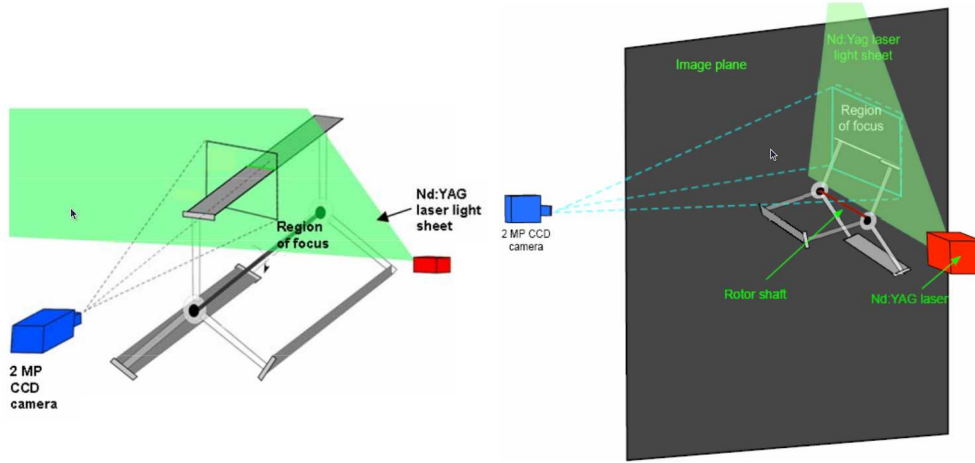 Nd:YAG
laser light
sheet
Region
of focus
2 MP
CCD
camera
Nd:Yag laser
light sheet
Image plane
Region
of focus
2 MP CCD
camera
Rotor shaft
Nd:YAG laser